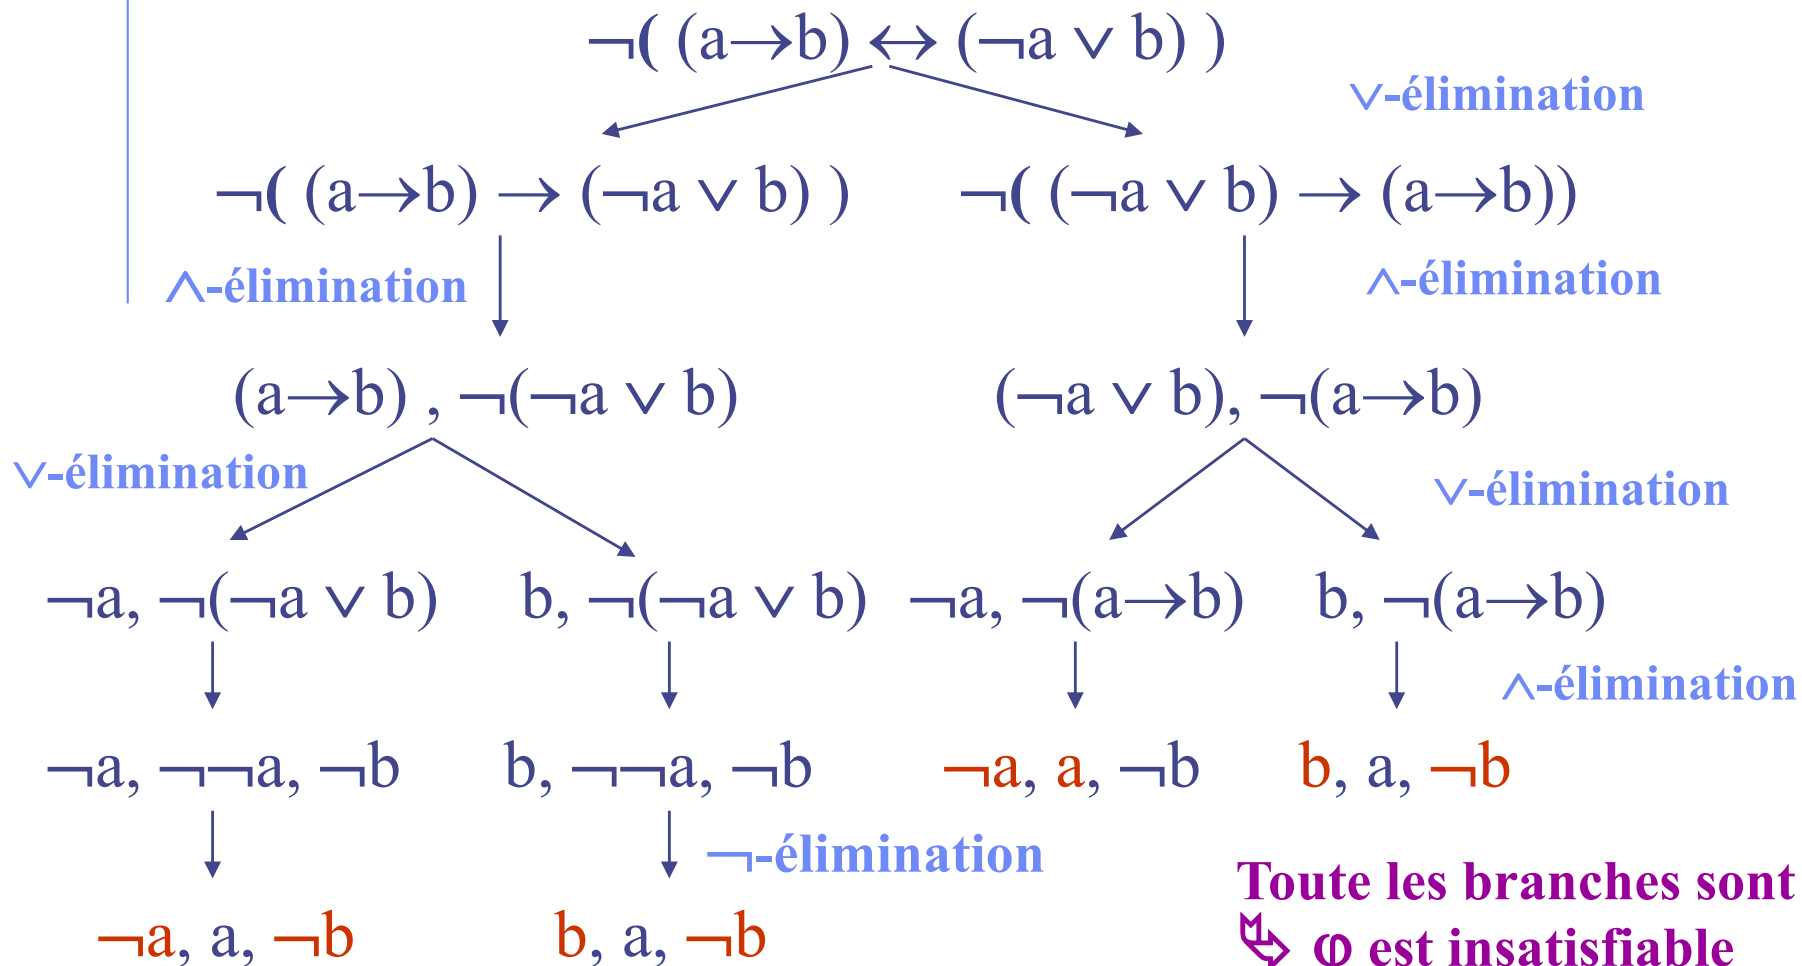 ¬( (a→b) ↔ (¬a ∨ b) )
∨-élimination
¬( (a→b) → (¬a ∨ b) ) ¬( (¬a ∨ b) → (a→b))
∧-élimination ∧-élimination
(a→b) , ¬(¬a ∨ b) (¬a ∨ b), ¬(a→b)
∨-élimination ∨-élimination
¬a, ¬(¬a ∨ b) b, ¬(¬a ∨ b) ¬a, ¬(a→b) b, ¬(a→b)
∧-élimination
¬a, ¬¬a, ¬b b, ¬¬a, ¬b ¬a, a, ¬b b, a, ¬b
¬-élimination
Toute les branches sont
¬a, a, ¬b b, a, ¬b
φ est insatisfiable